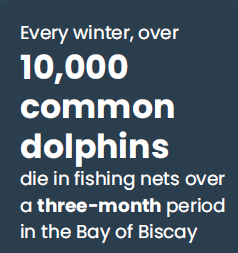 Every winter, over
10,000
common
dolphins
die in fishing nets over
a three-month period
in the Bay of Biscay